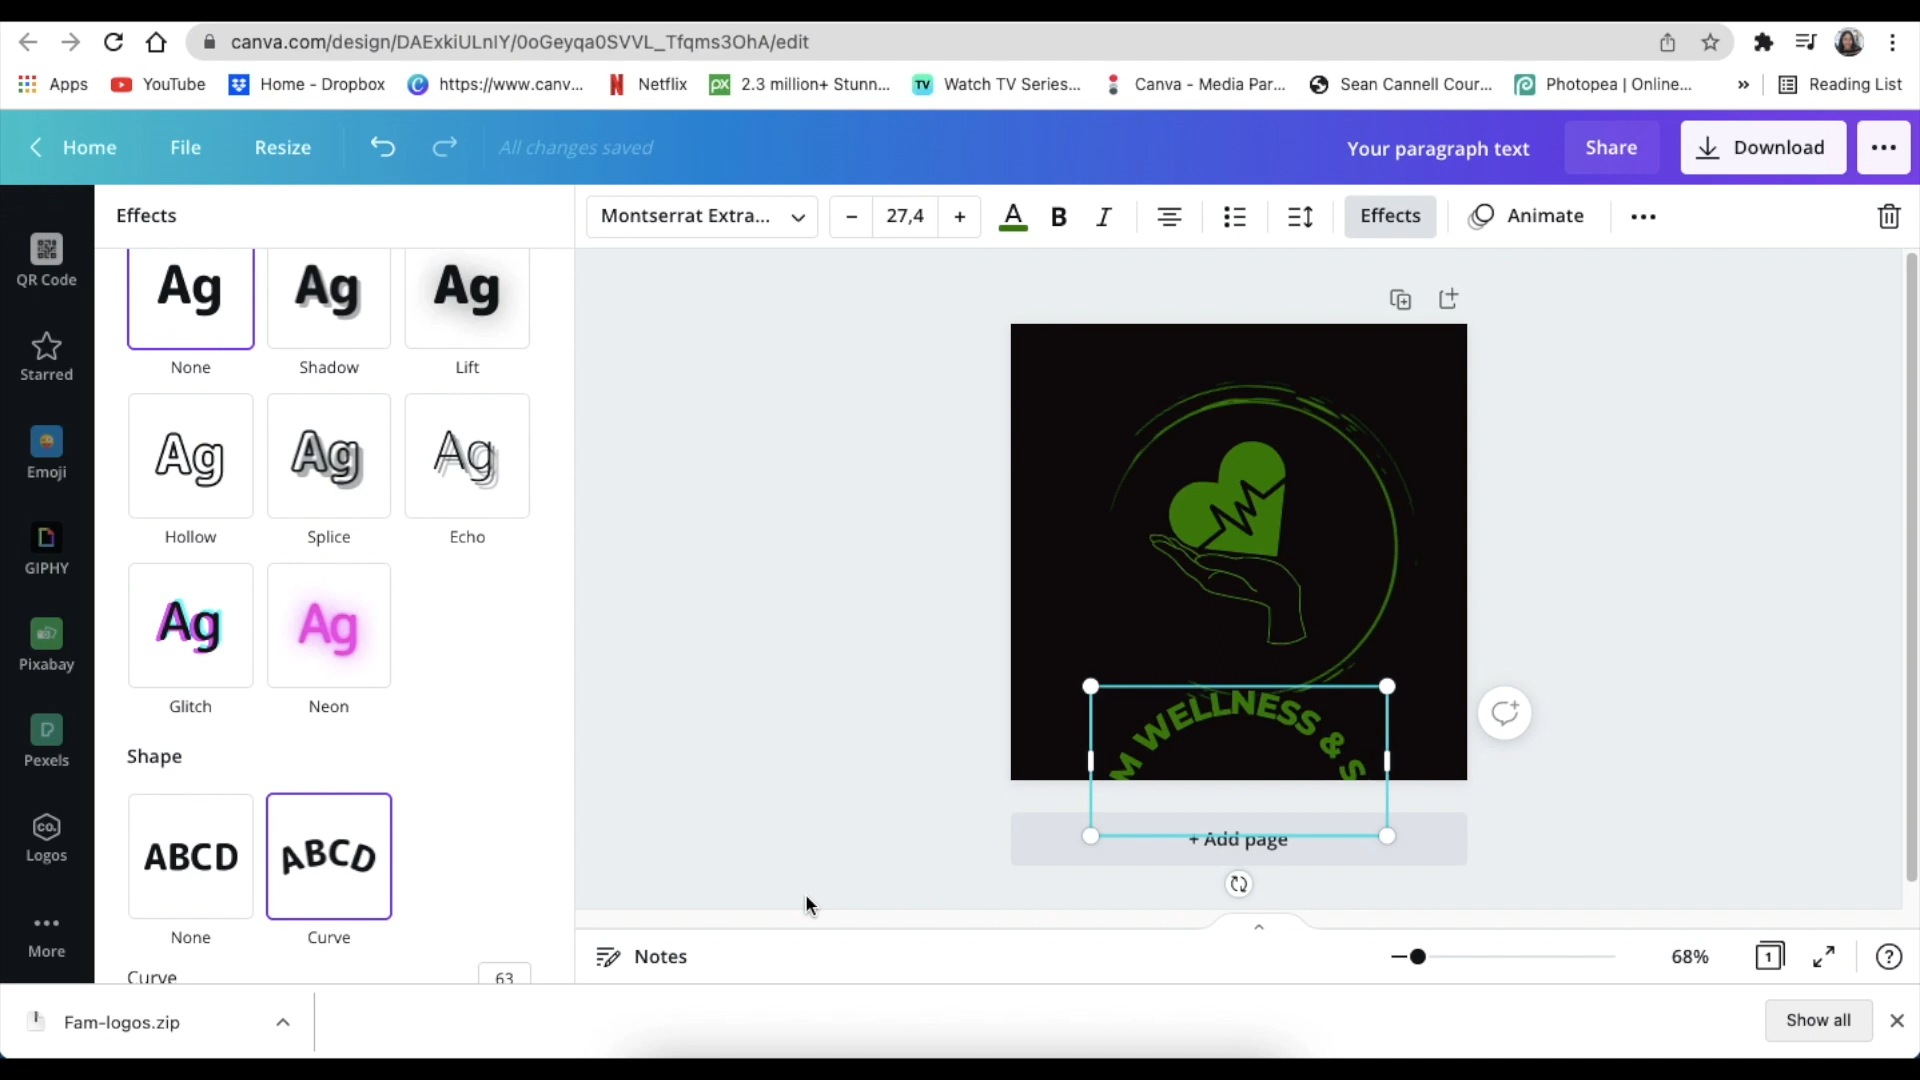 canva.com/design/DAExkiULnIY/0oGeyqa0SVVL_Tfqms3OhA/edit
Apps YouTube Home - Dropbox https://www.canv... Netflix 2.3 million+ Stunn... Watch TV Series... Canva - Media Par... Sean Cannell Cour... Photopea | Online... » Reading List
Home File Resize All changes saved Your paragraph text Share Download
Effects
Montserrat Extra... − 27,4 + A B I Effects Animate
QR Code
Starred
Emoji
GIPHY
Pixabay
Pexels
Logos
More
Ag Ag Ag
None Shadow Lift
Ag Ag Ag
Hollow Splice Echo
Ag Ag
Glitch Neon
Shape
ABCD ABCD
None Curve
Curve 63
M WELLNESS & S
+ Add page
Notes 68% 1 ?
Fam-logos.zip Show all